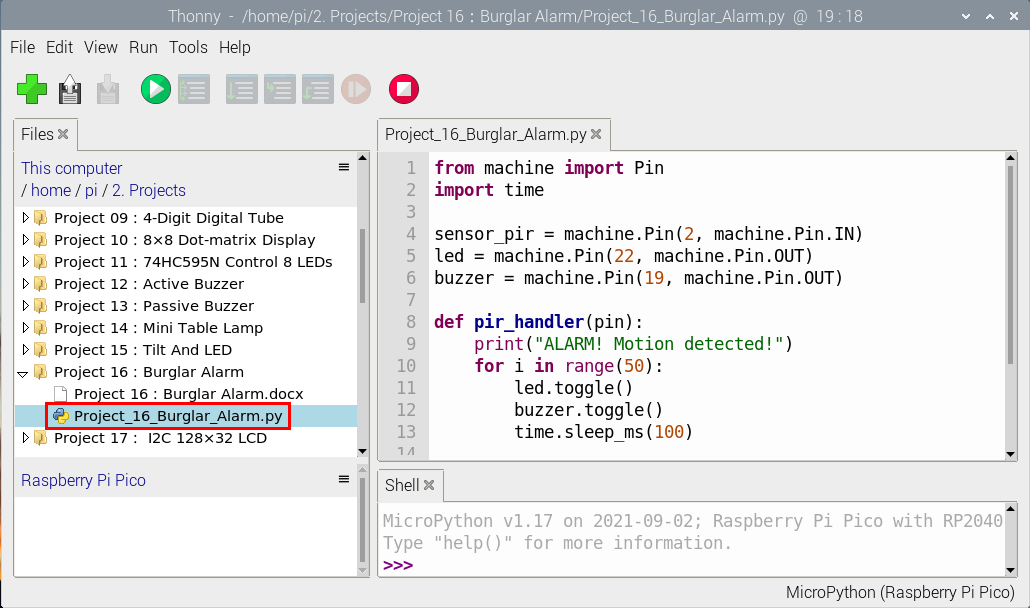 Thonny - /home/pi/2. Projects/Project 16 : Burglar Alarm/Project_16_Burglar_Alarm.py @ 19:18
File Edit View Run Tools Help
Files
This computer
/ home / pi / 2. Projects
Project 09 : 4-Digit Digital Tube
Project 10 : 8×8 Dot-matrix Display
Project 11 : 74HC595N Control 8 LEDs
Project 12 : Active Buzzer
Project 13 : Passive Buzzer
Project 14 : Mini Table Lamp
Project 15 : Tilt And LED
Project 16 : Burglar Alarm
Project 16 : Burglar Alarm.docx
Project_16_Burglar_Alarm.py
Project 17 : I2C 128×32 LCD
Raspberry Pi Pico
Project_16_Burglar_Alarm.py
1 from machine import Pin
2 import time
3
4 sensor_pir = machine.Pin(2, machine.Pin.IN)
5 led = machine.Pin(22, machine.Pin.OUT)
6 buzzer = machine.Pin(19, machine.Pin.OUT)
7
8 def pir_handler(pin):
9 print("ALARM! Motion detected!")
10 for i in range(50):
11 led.toggle()
12 buzzer.toggle()
13 time.sleep_ms(100)
14
Shell
MicroPython v1.17 on 2021-09-02; Raspberry Pi Pico with RP2040
Type "help()" for more information.
>>>
MicroPython (Raspberry Pi Pico)